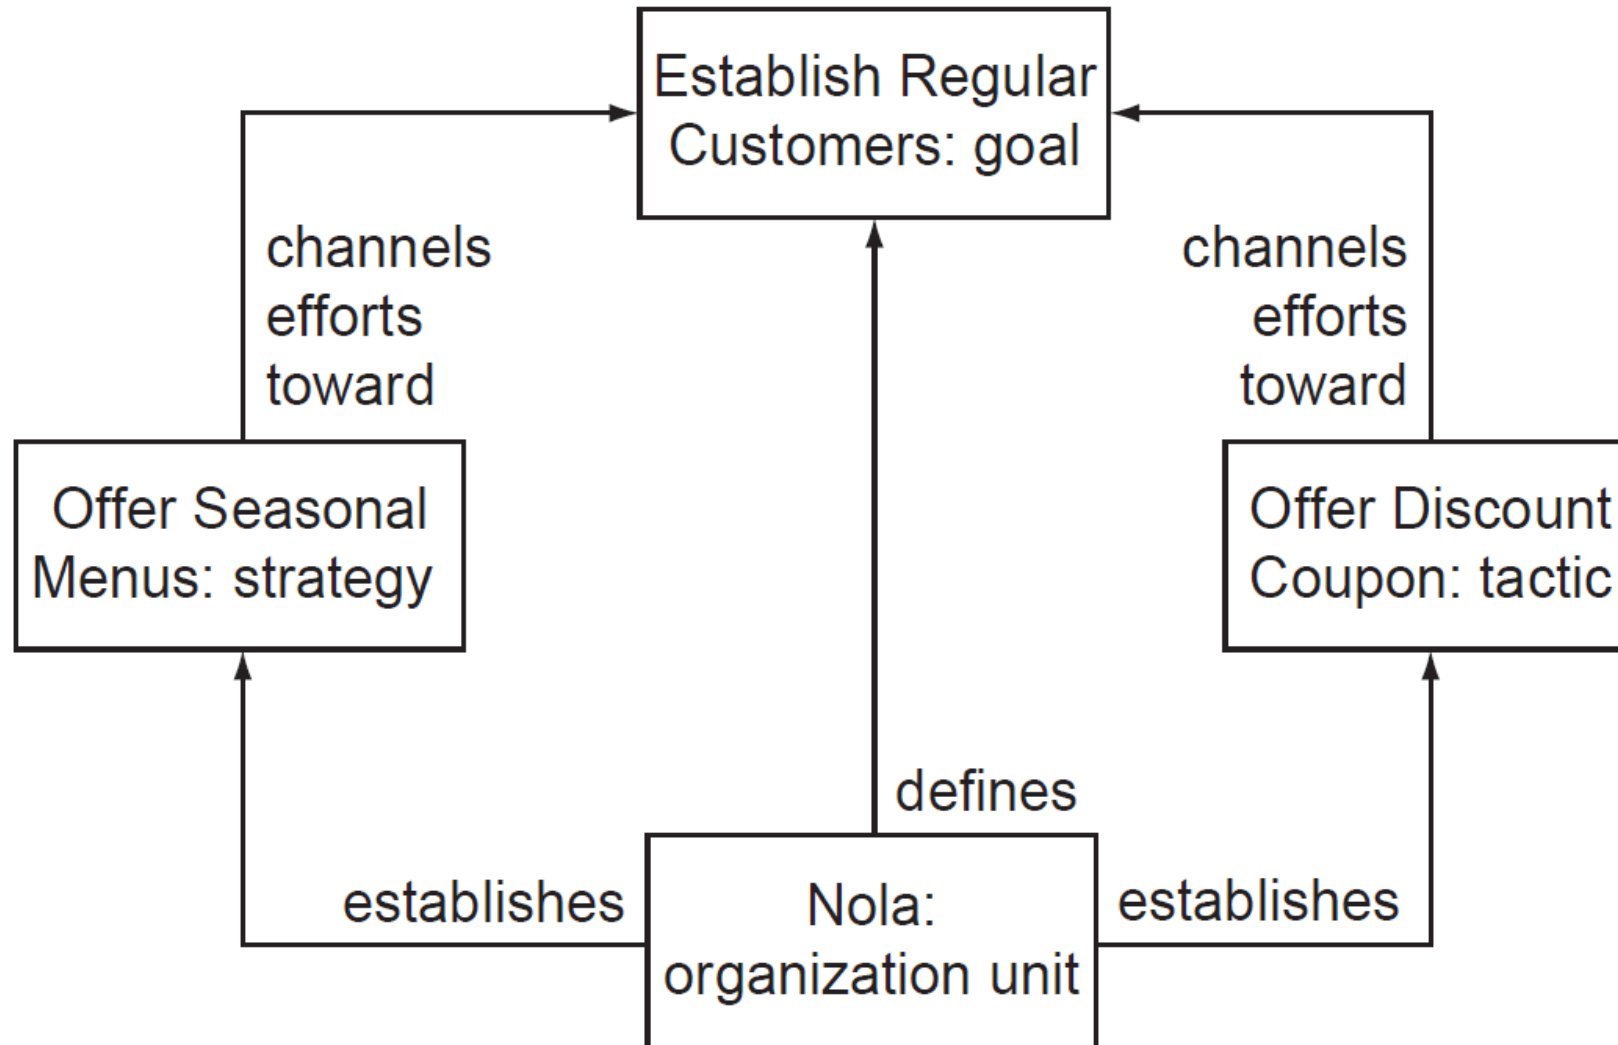 Establish Regular
Customers: goal
channels
efforts
toward
channels
efforts
toward
Offer Seasonal
Menus: strategy
Offer Discount
Coupon: tactic
defines
establishes
Nola:
organization unit
establishes